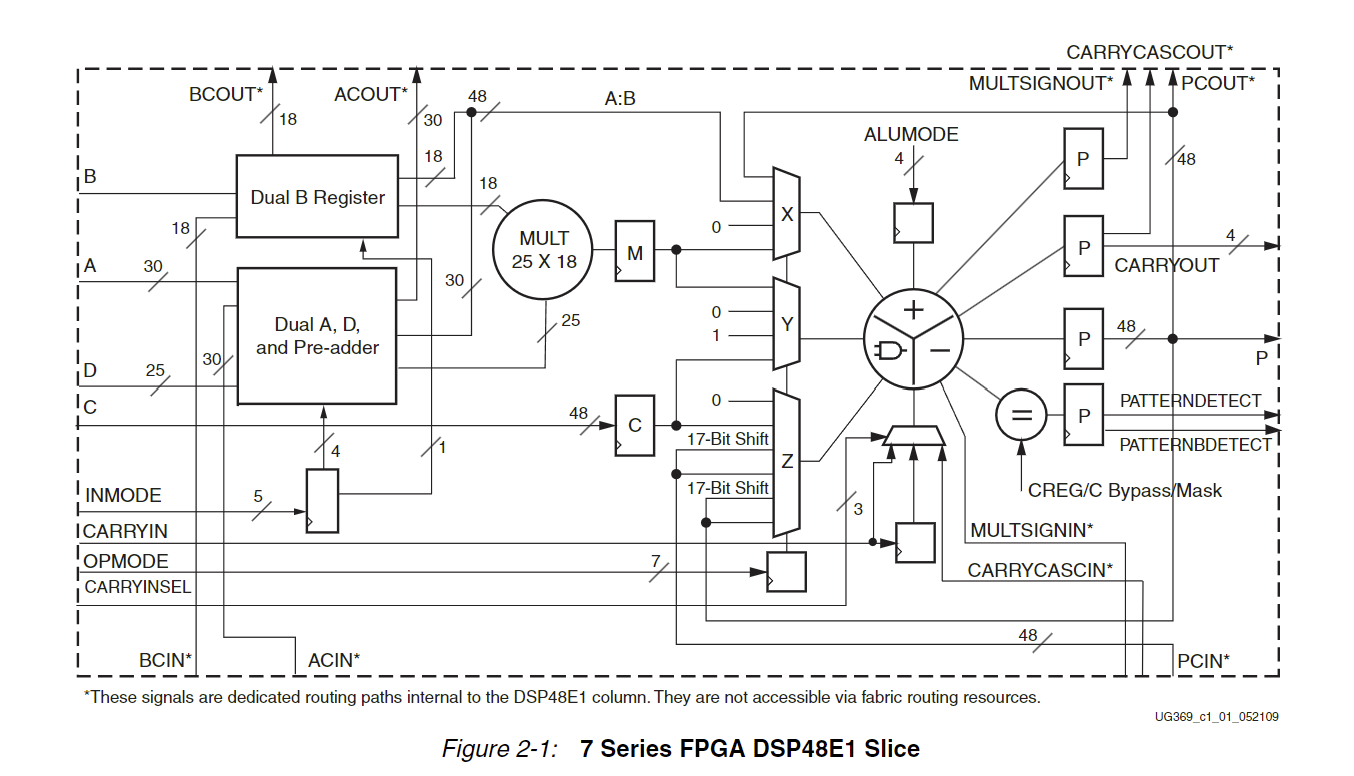 CARRYCASCOUT*
BCOUT* ACOUT* 48 A:B MULTSIGNOUT* PCOUT*
18 30 ALUMODE
B 18 4 P 48
Dual B Register 18 X
18 MULT 0
25 X 18 M P 4
A 30 CARRYOUT
30 0 +
Dual A, D, 25 Y P 48
and Pre-adder 1 P
30
D 25
C 48 C 0 = P PATTERNDETECT
17-Bit Shift PATTERNBDETECT
4 1 Z
INMODE 5 17-Bit Shift 3 CREG/C Bypass/Mask
CARRYIN MULTSIGNIN*
OPMODE 7 CARRYCASCIN*
CARRYINSEL
48
BCIN* ACIN* PCIN*
*These signals are dedicated routing paths internal to the DSP48E1 column. They are not accessible via fabric routing resources.
UG369_c1_01_052109
Figure 2-1: 7 Series FPGA DSP48E1 Slice